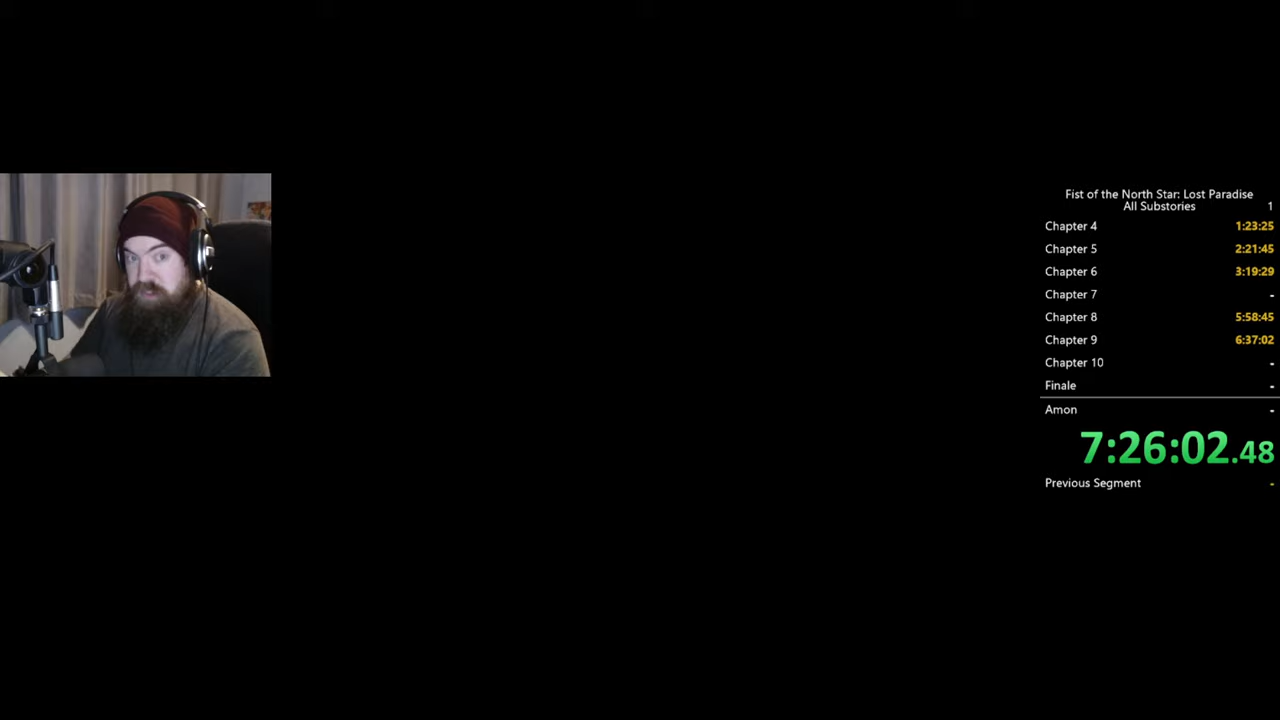 Fist of the North Star: Lost Paradise
All Substories 1
Chapter 4 1:23:25
Chapter 5 2:21:45
Chapter 6 3:19:29
Chapter 7 -
Chapter 8 5:58:45
Chapter 9 6:37:02
Chapter 10 -
Finale -
Amon -
7:26:02.48
Previous Segment -